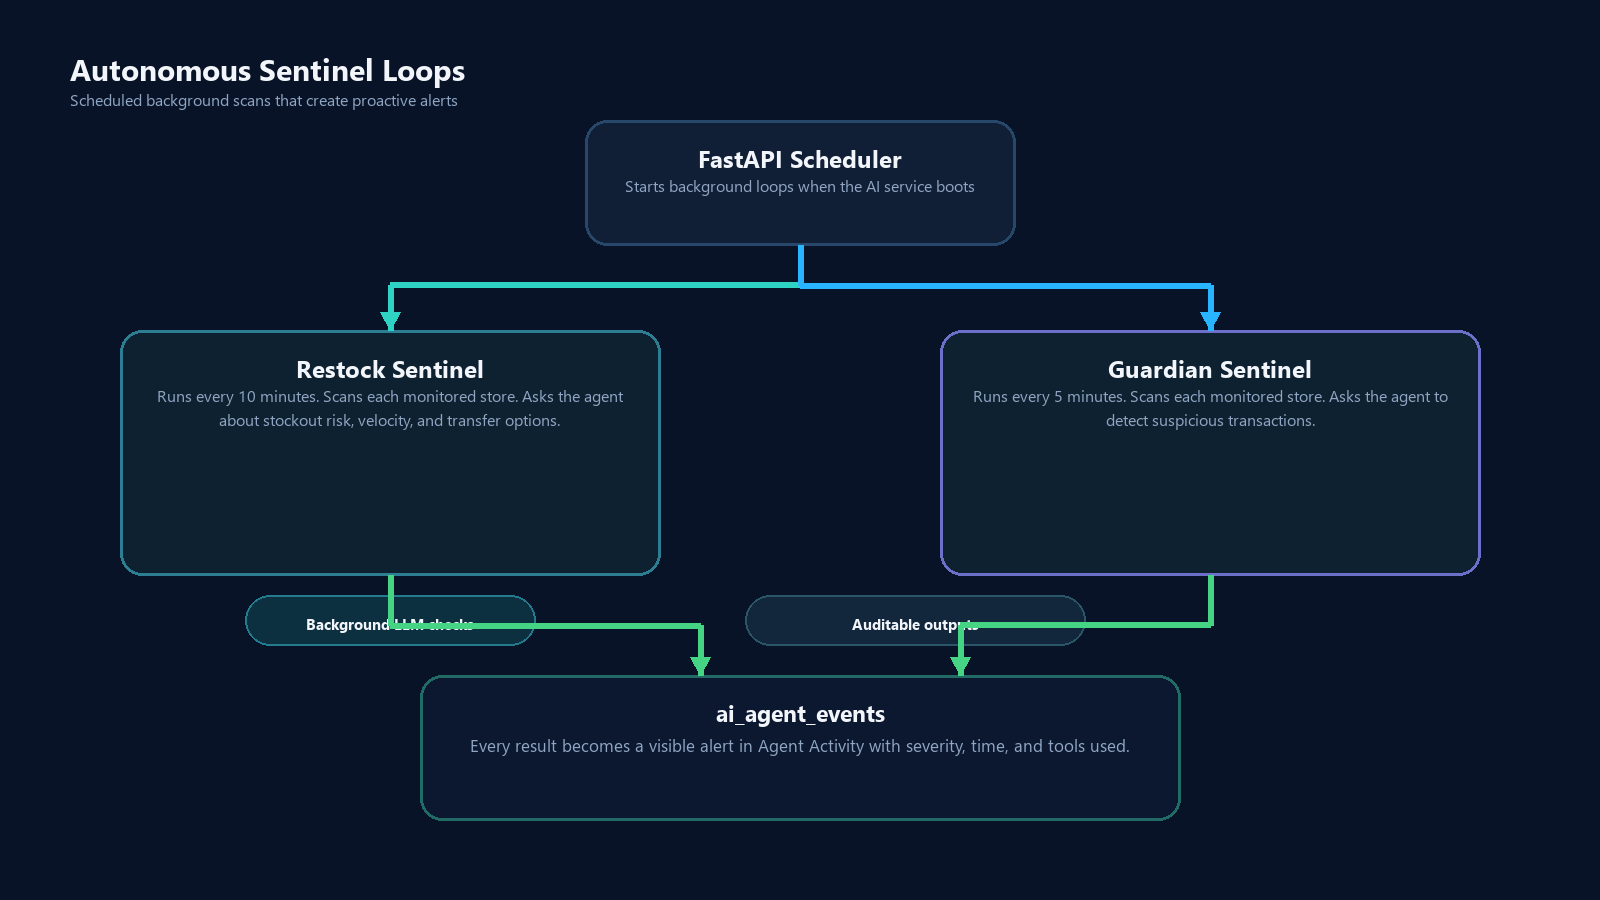 Autonomous Sentinel Loops
Scheduled background scans that create proactive alerts
FastAPI Scheduler
Starts background loops when the AI service boots
Restock Sentinel
Runs every 10 minutes. Scans each monitored store. Asks the agent
about stockout risk, velocity, and transfer options.
Guardian Sentinel
Runs every 5 minutes. Scans each monitored store. Asks the agent to
detect suspicious transactions.
Background LLM checks
Auditable outputs
ai_agent_events
Every result becomes a visible alert in Agent Activity with severity, time, and tools used.